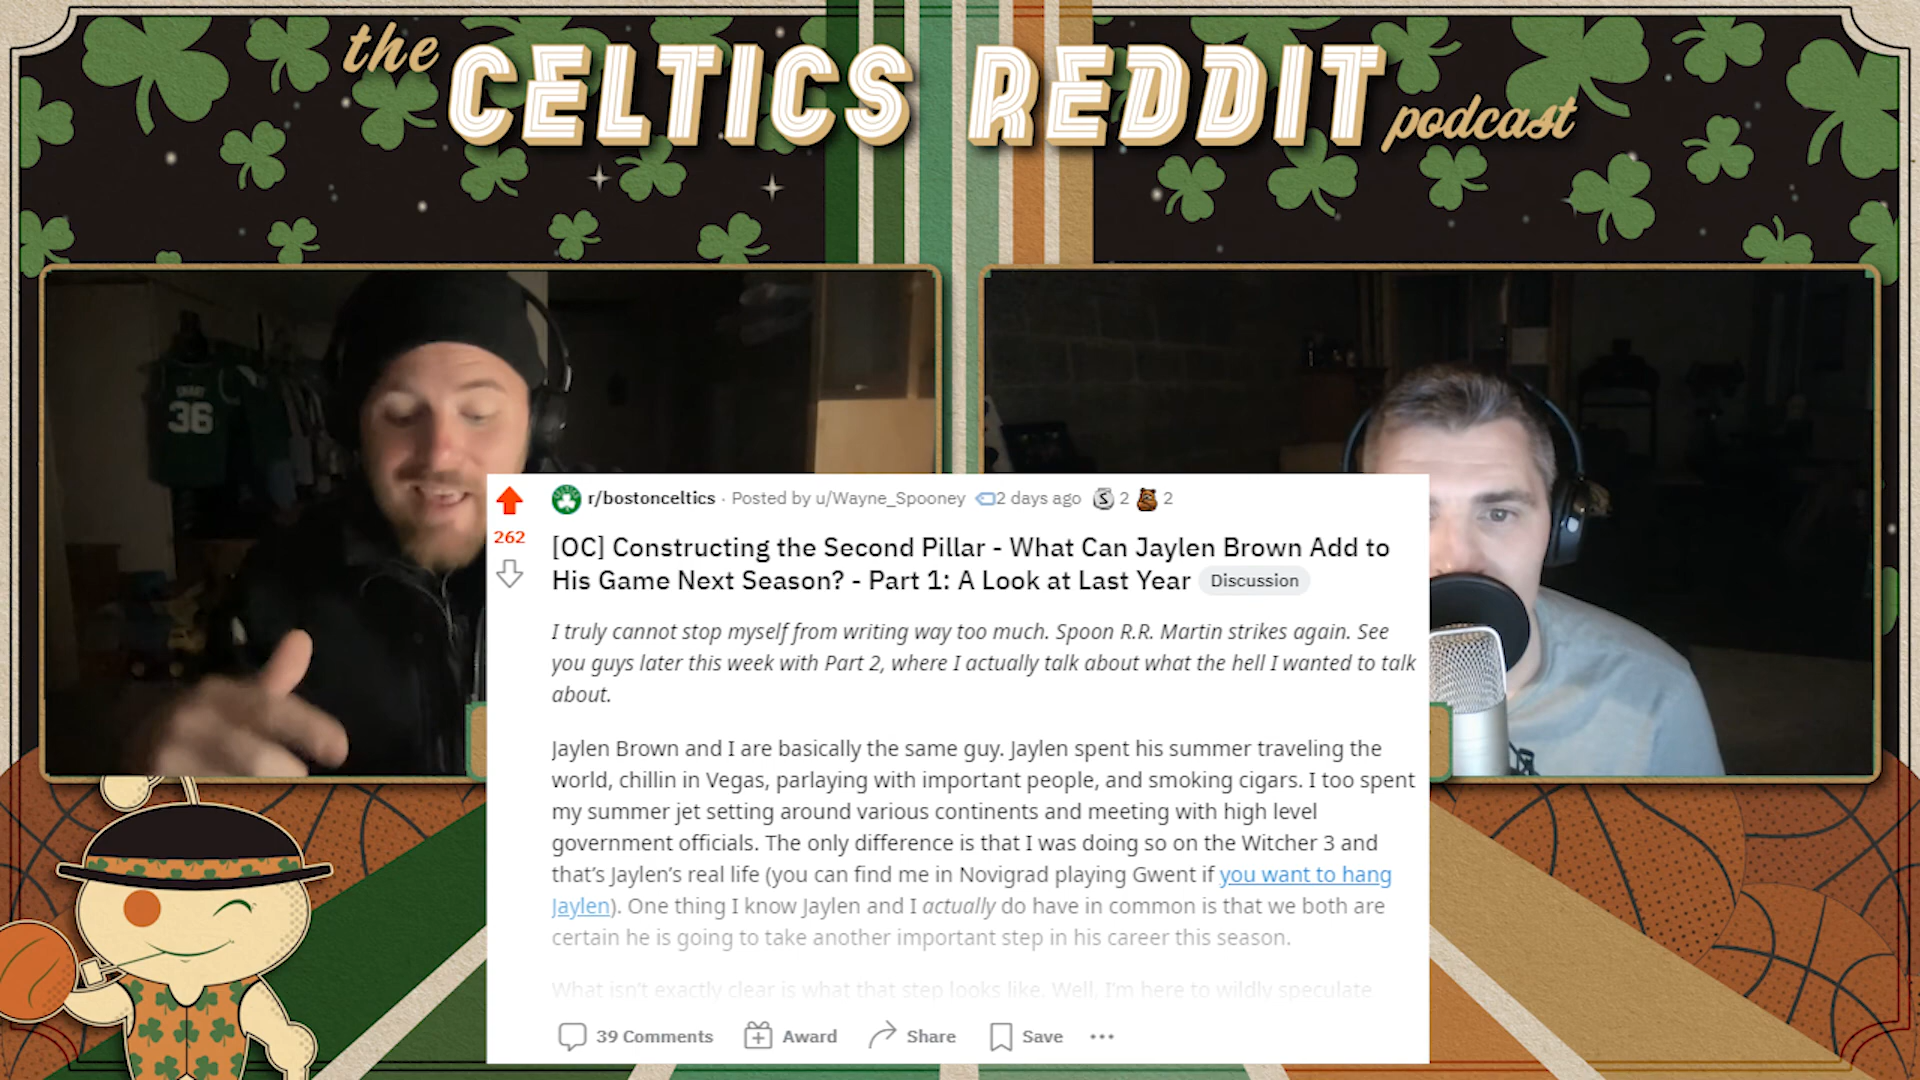 the CELTICS REDDIT podcast
SMART
36
r/bostonceltics · Posted by u/Wayne_Spooney 2 days ago S 2 2
262
[OC] Constructing the Second Pillar - What Can Jaylen Brown Add to
His Game Next Season? - Part 1: A Look at Last Year Discussion
I truly cannot stop myself from writing way too much. Spoon R.R. Martin strikes again. See
you guys later this week with Part 2, where I actually talk about what the hell I wanted to talk
about.
Jaylen Brown and I are basically the same guy. Jaylen spent his summer traveling the
world, chillin in Vegas, parlaying with important people, and smoking cigars. I too spent
my summer jet setting around various continents and meeting with high level
government officials. The only difference is that I was doing so on the Witcher 3 and
that's Jaylen's real life (you can find me in Novigrad playing Gwent if you want to hang
Jaylen). One thing I know Jaylen and I actually do have in common is that we both are
certain he is going to take another important step in his career this season.
What isn't exactly clear is what that step looks like. Well, I'm here to wildly speculate
39 Comments Award Share Save ...